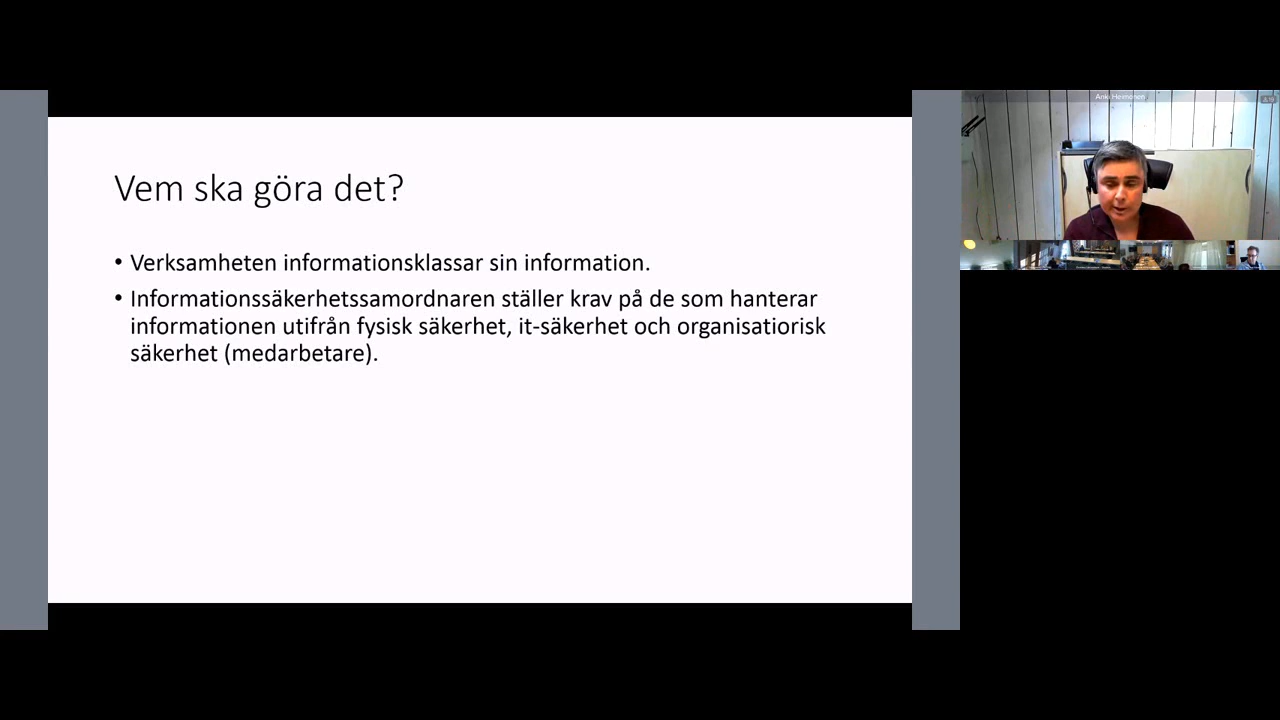 Vem ska göra det?
• Verksamheten informationsklassar sin information.
• Informationssäkerhetssamordnaren ställer krav på de som hanterar
informationen utifrån fysisk säkerhet, it-säkerhet och organisatiorisk
säkerhet (medarbetare).